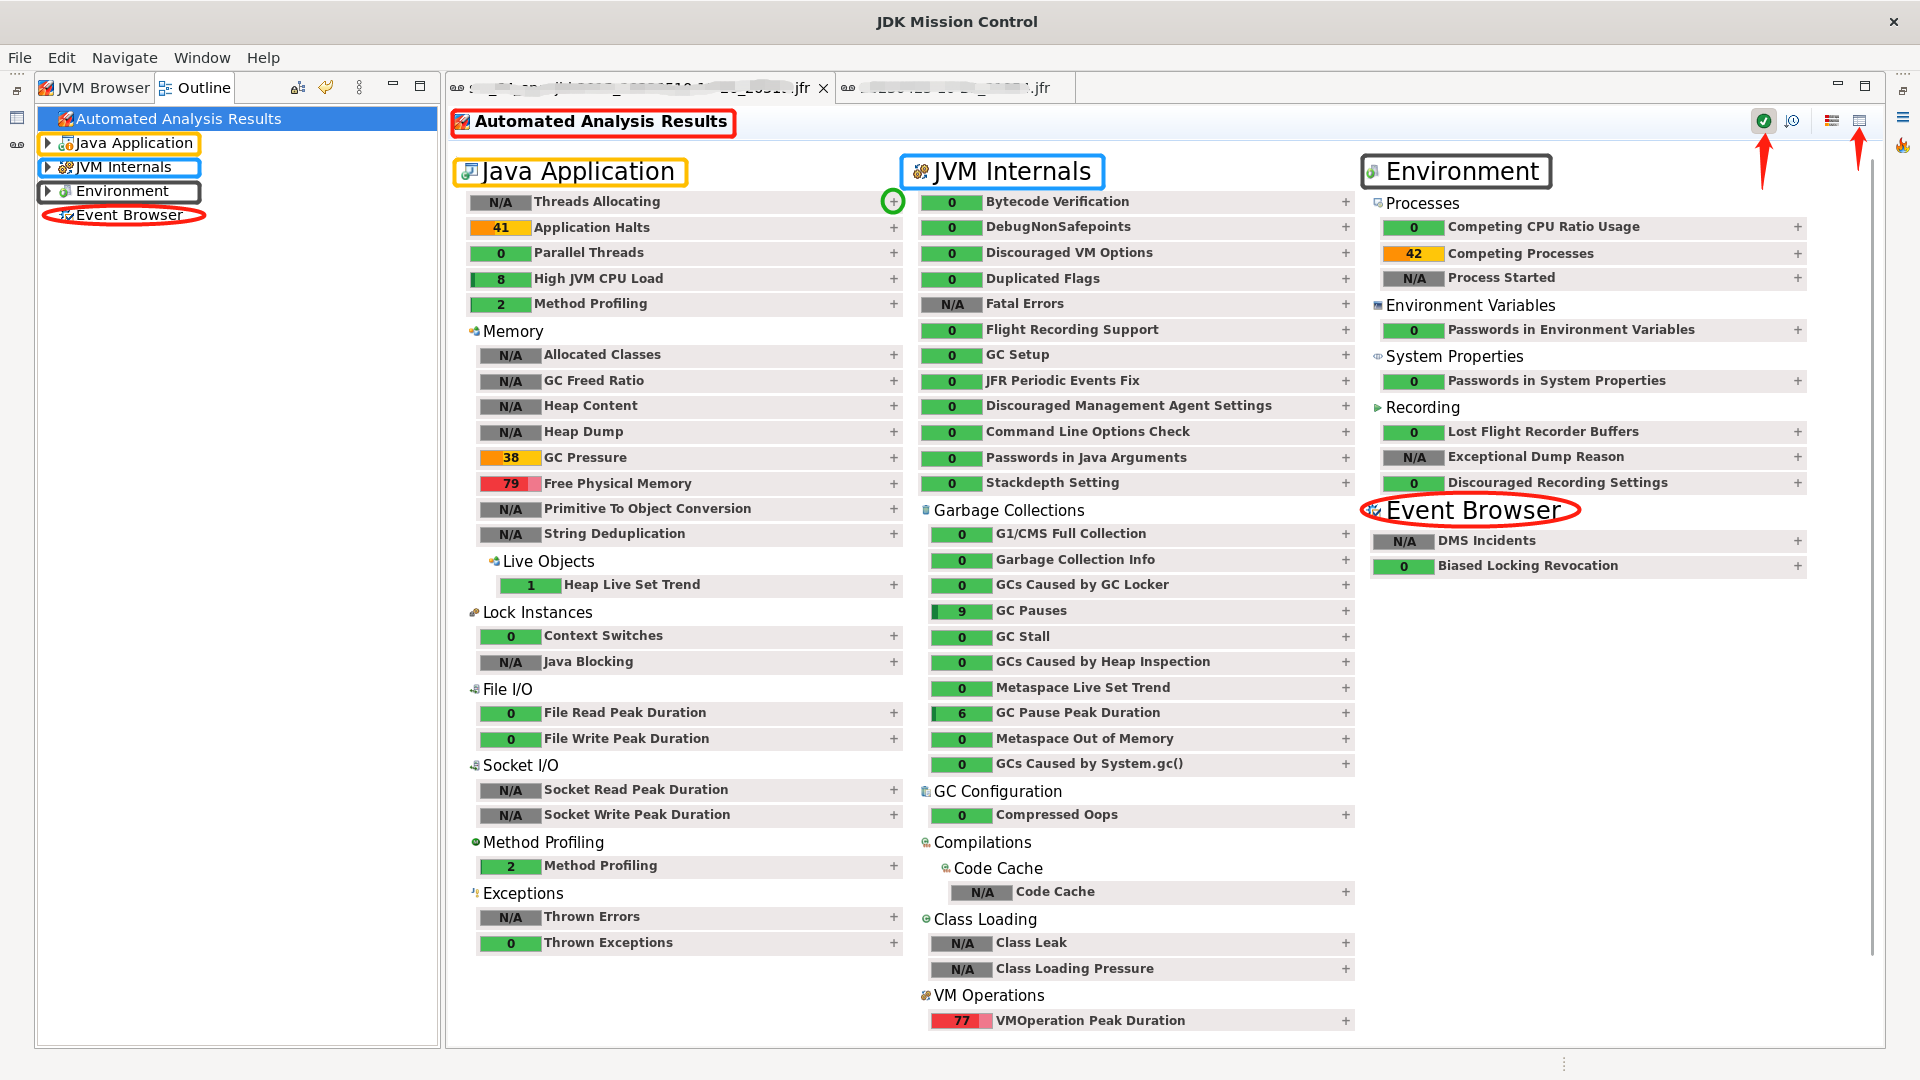 JDK Mission Control
File Edit Navigate Window Help
JVM Browser Outline
Automated Analysis Results
Java Application
JVM Internals
Environment
Event Browser
.jfr
.jfr
Automated Analysis Results
Java Application
N/A Threads Allocating +
41 Application Halts +
0 Parallel Threads +
8 High JVM CPU Load +
2 Method Profiling +
Memory
N/A Allocated Classes +
N/A GC Freed Ratio +
N/A Heap Content +
N/A Heap Dump +
38 GC Pressure +
79 Free Physical Memory +
N/A Primitive To Object Conversion +
N/A String Deduplication +
Live Objects
1 Heap Live Set Trend +
Lock Instances
0 Context Switches +
N/A Java Blocking +
File I/O
0 File Read Peak Duration +
0 File Write Peak Duration +
Socket I/O
N/A Socket Read Peak Duration +
N/A Socket Write Peak Duration +
Method Profiling
2 Method Profiling +
Exceptions
N/A Thrown Errors +
0 Thrown Exceptions +
JVM Internals
0 Bytecode Verification +
0 DebugNonSafepoints +
0 Discouraged VM Options +
0 Duplicated Flags +
N/A Fatal Errors +
0 Flight Recording Support +
0 GC Setup +
0 JFR Periodic Events Fix +
0 Discouraged Management Agent Settings +
0 Command Line Options Check +
0 Passwords in Java Arguments +
0 Stackdepth Setting +
Garbage Collections
0 G1/CMS Full Collection +
0 Garbage Collection Info +
0 GCs Caused by GC Locker +
9 GC Pauses +
0 GC Stall +
0 GCs Caused by Heap Inspection +
0 Metaspace Live Set Trend +
6 GC Pause Peak Duration +
0 Metaspace Out of Memory +
0 GCs Caused by System.gc() +
GC Configuration
0 Compressed Oops +
Compilations
Code Cache
N/A Code Cache +
Class Loading
N/A Class Leak +
N/A Class Loading Pressure +
VM Operations
77 VMOperation Peak Duration +
Environment
Processes
0 Competing CPU Ratio Usage +
42 Competing Processes +
N/A Process Started +
Environment Variables
0 Passwords in Environment Variables +
System Properties
0 Passwords in System Properties +
Recording
0 Lost Flight Recorder Buffers +
N/A Exceptional Dump Reason +
0 Discouraged Recording Settings +
Event Browser
N/A DMS Incidents +
0 Biased Locking Revocation +